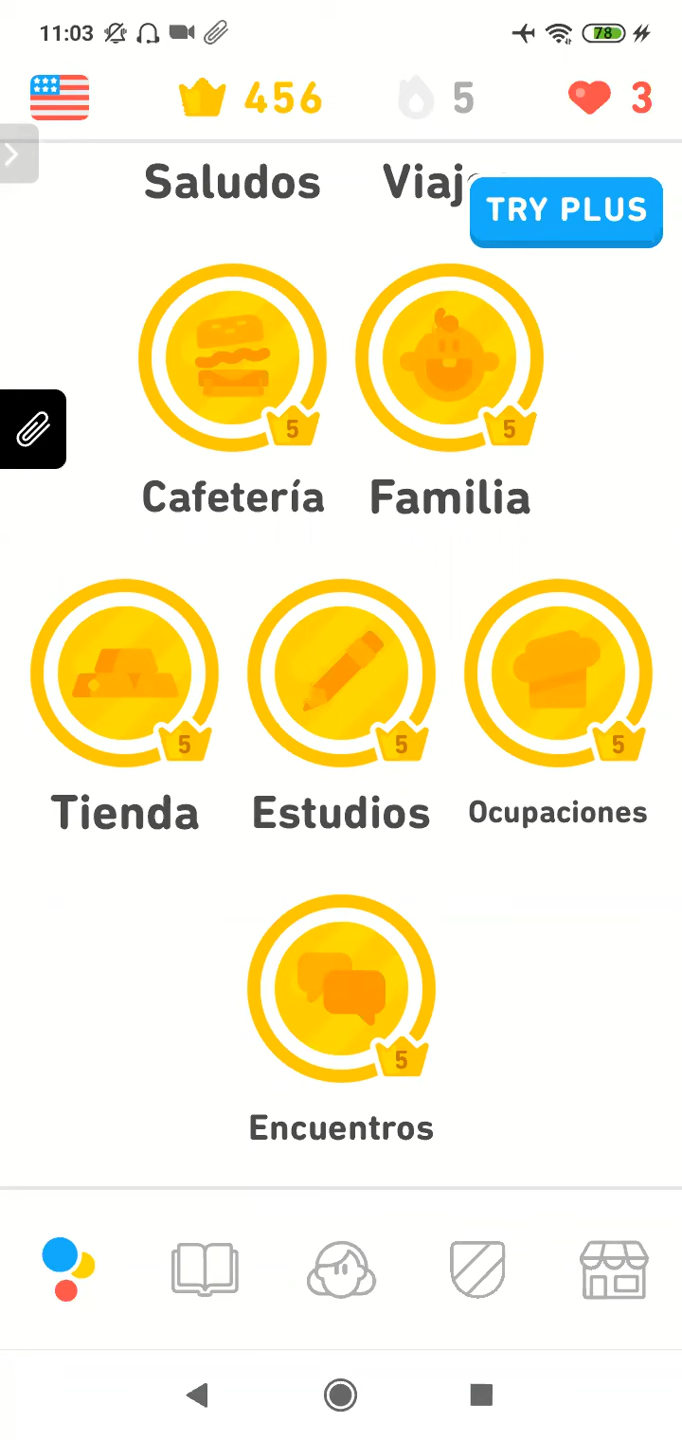 11:03 78
456 5 3
Saludos Viaj
TRY PLUS
5 5
Cafetería Familia
5 5 5
Tienda Estudios Ocupaciones
5
Encuentros